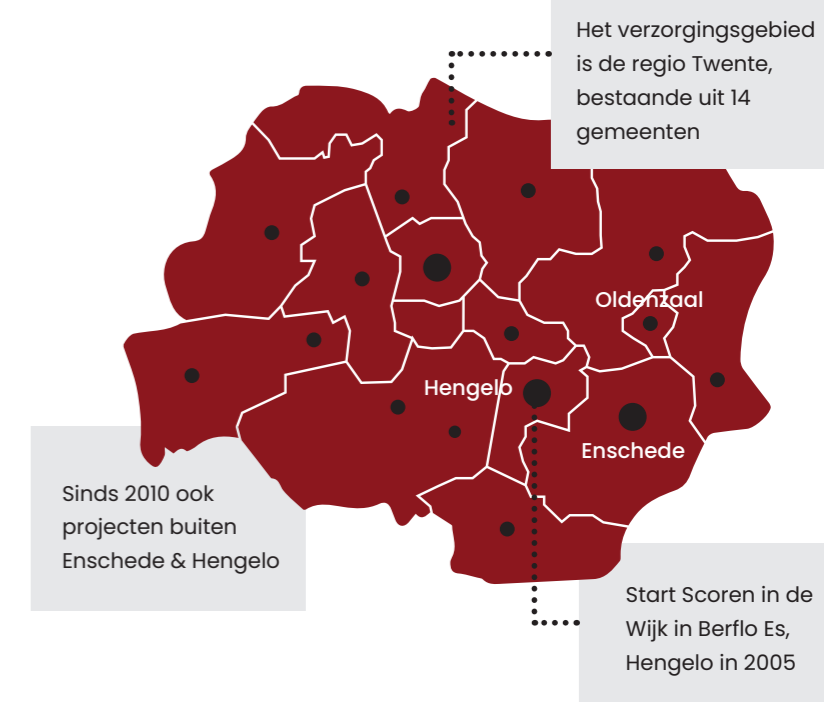 Het verzorgingsgebied
is de regio Twente,
bestaande uit 14
gemeenten
Oldenzaal
Hengelo
Enschede
Sinds 2010 ook
projecten buiten
Enschede & Hengelo
Start Scoren in de
Wijk in Berflo Es,
Hengelo in 2005